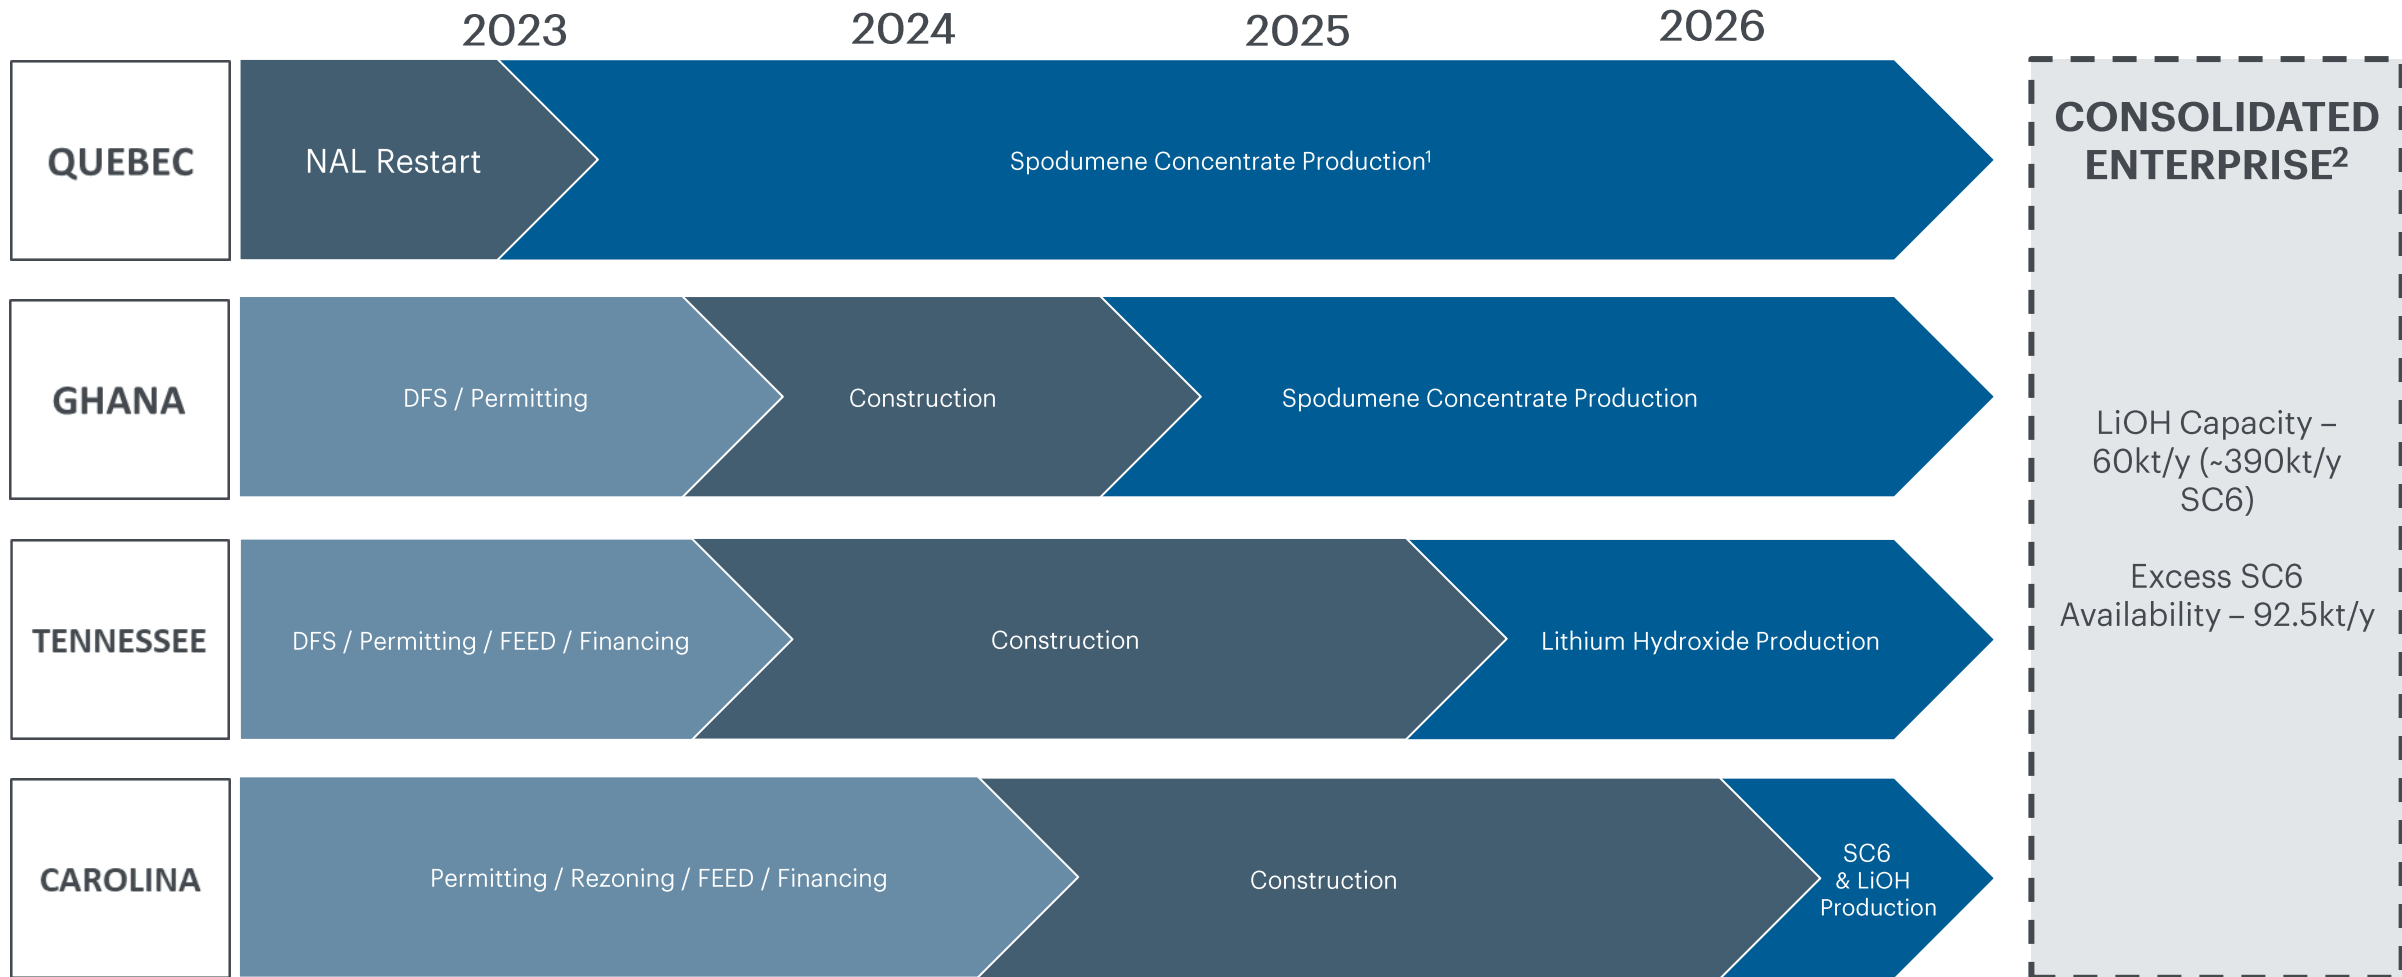 2023 2024 2025 2026
QUEBEC
NAL Restart
Spodumene Concentrate Production¹
GHANA
DFS / Permitting
Construction
Spodumene Concentrate Production
TENNESSEE
DFS / Permitting / FEED / Financing
Construction
Lithium Hydroxide Production
CAROLINA
Permitting / Rezoning / FEED / Financing
Construction
SC6
& LiOH
Production
CONSOLIDATED
ENTERPRISE²
LiOH Capacity –
60kt/y (~390kt/y
SC6)
Excess SC6
Availability – 92.5kt/y